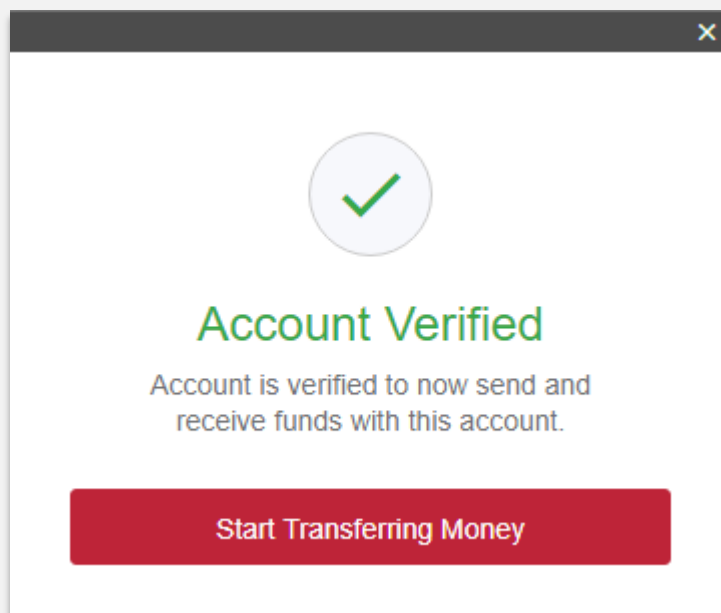 Account Verified
Account is verified to now send and
receive funds with this account.
Start Transferring Money